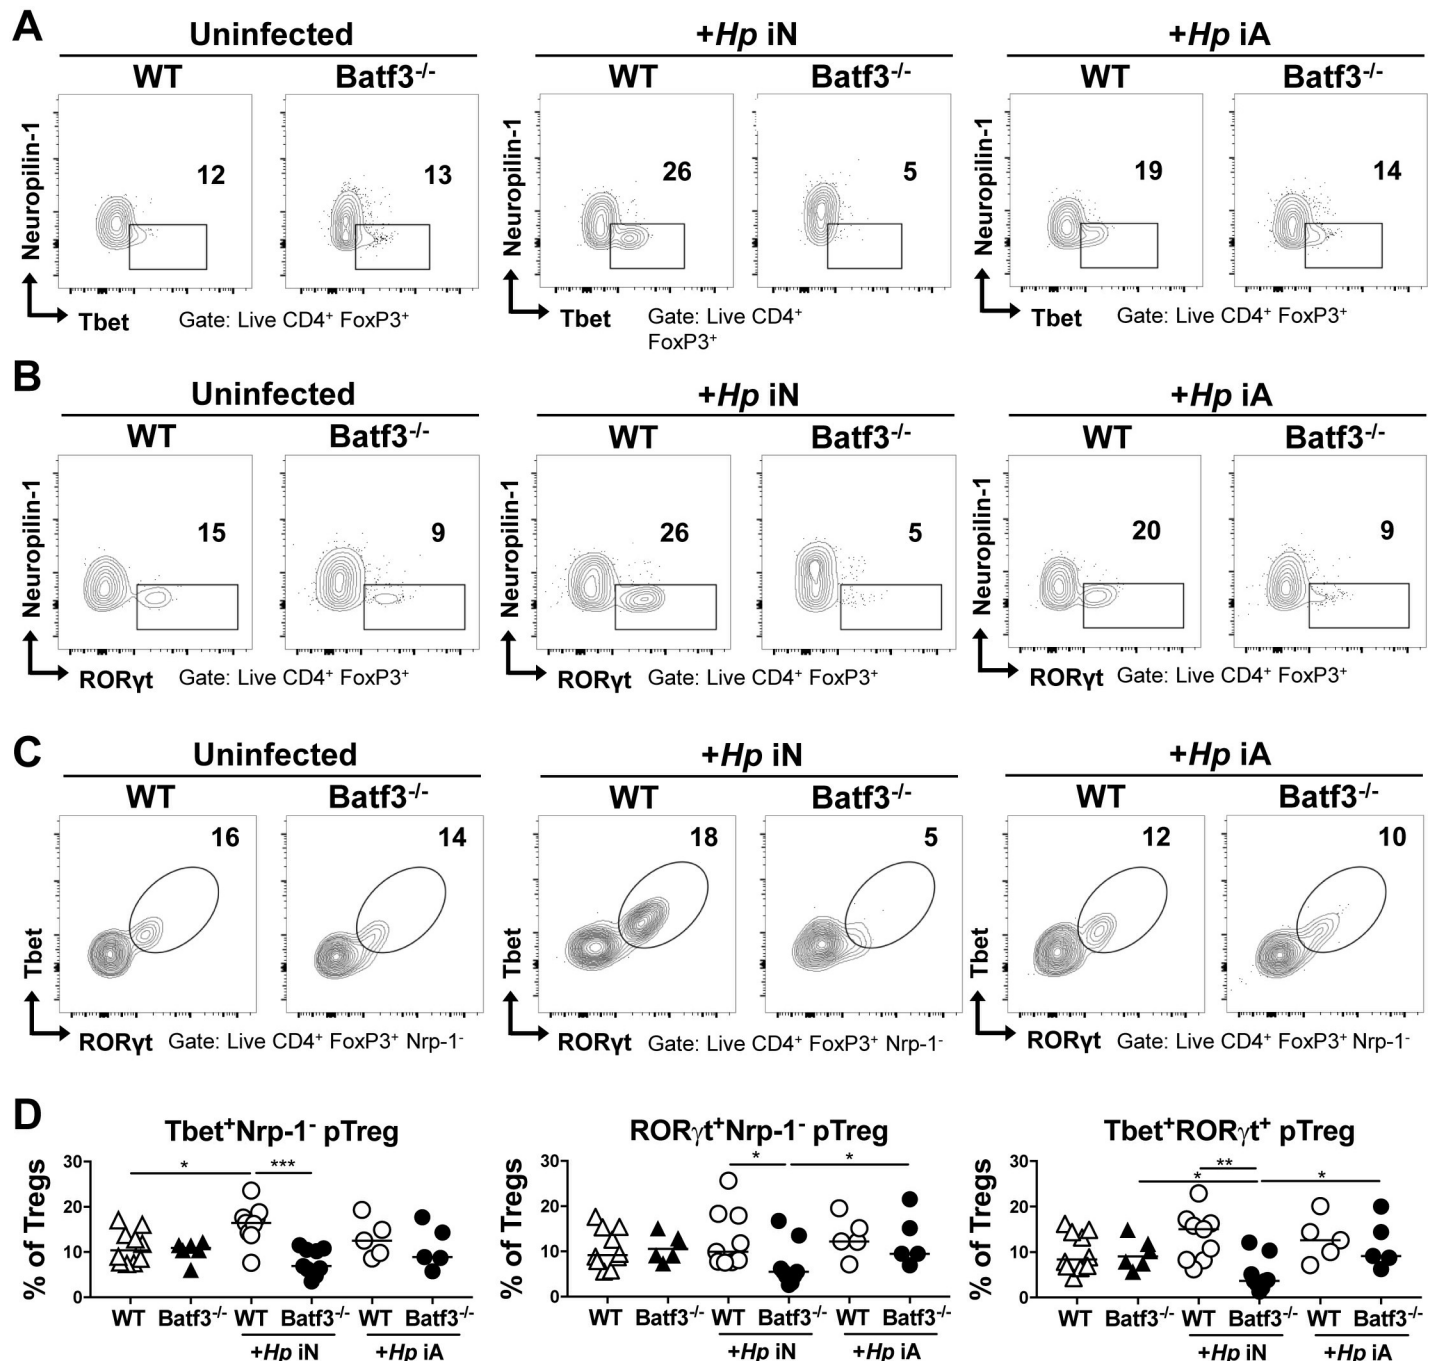 A
Uninfected
+Hp iN
+Hp iA
WT
Batf3-/-
WT
Batf3-/-
WT
Batf3-/-
Neuropilin-1
12
13
Neuropilin-1
26
5
Neuropilin-1
19
14
Tbet
Gate: Live CD4+ FoxP3+
Tbet
Gate: Live CD4+
FoxP3+
Tbet
Gate: Live CD4+ FoxP3+
B
Uninfected
+Hp iN
+Hp iA
WT
Batf3-/-
WT
Batf3-/-
WT
Batf3-/-
Neuropilin-1
15
9
Neuropilin-1
26
5
Neuropilin-1
20
9
RORγt
Gate: Live CD4+ FoxP3+
RORγt
Gate: Live CD4+ FoxP3+
RORγt
Gate: Live CD4+ FoxP3+
C
Uninfected
+Hp iN
+Hp iA
WT
Batf3-/-
WT
Batf3-/-
WT
Batf3-/-
Tbet
16
14
Tbet
18
5
Tbet
12
10
RORγt
Gate: Live CD4+ FoxP3+ Nrp-1-
RORγt
Gate: Live CD4+ FoxP3+ Nrp-1-
RORγt
Gate: Live CD4+ FoxP3+ Nrp-1-
D
Tbet+Nrp-1- pTreg
% of Tregs
30
20
10
0
*
***
WT
Batf3-/-
WT
Batf3-/-
WT
Batf3-/-
+Hp iN
+Hp iA
RORγt+Nrp-1- pTreg
% of Tregs
30
20
10
0
*
*
WT
Batf3-/-
WT
Batf3-/-
WT
Batf3-/-
+Hp iN
+Hp iA
Tbet+RORγt+ pTreg
% of Tregs
30
20
10
0
**
*
*
WT
Batf3-/-
WT
Batf3-/-
WT
Batf3-/-
+Hp iN
+Hp iA